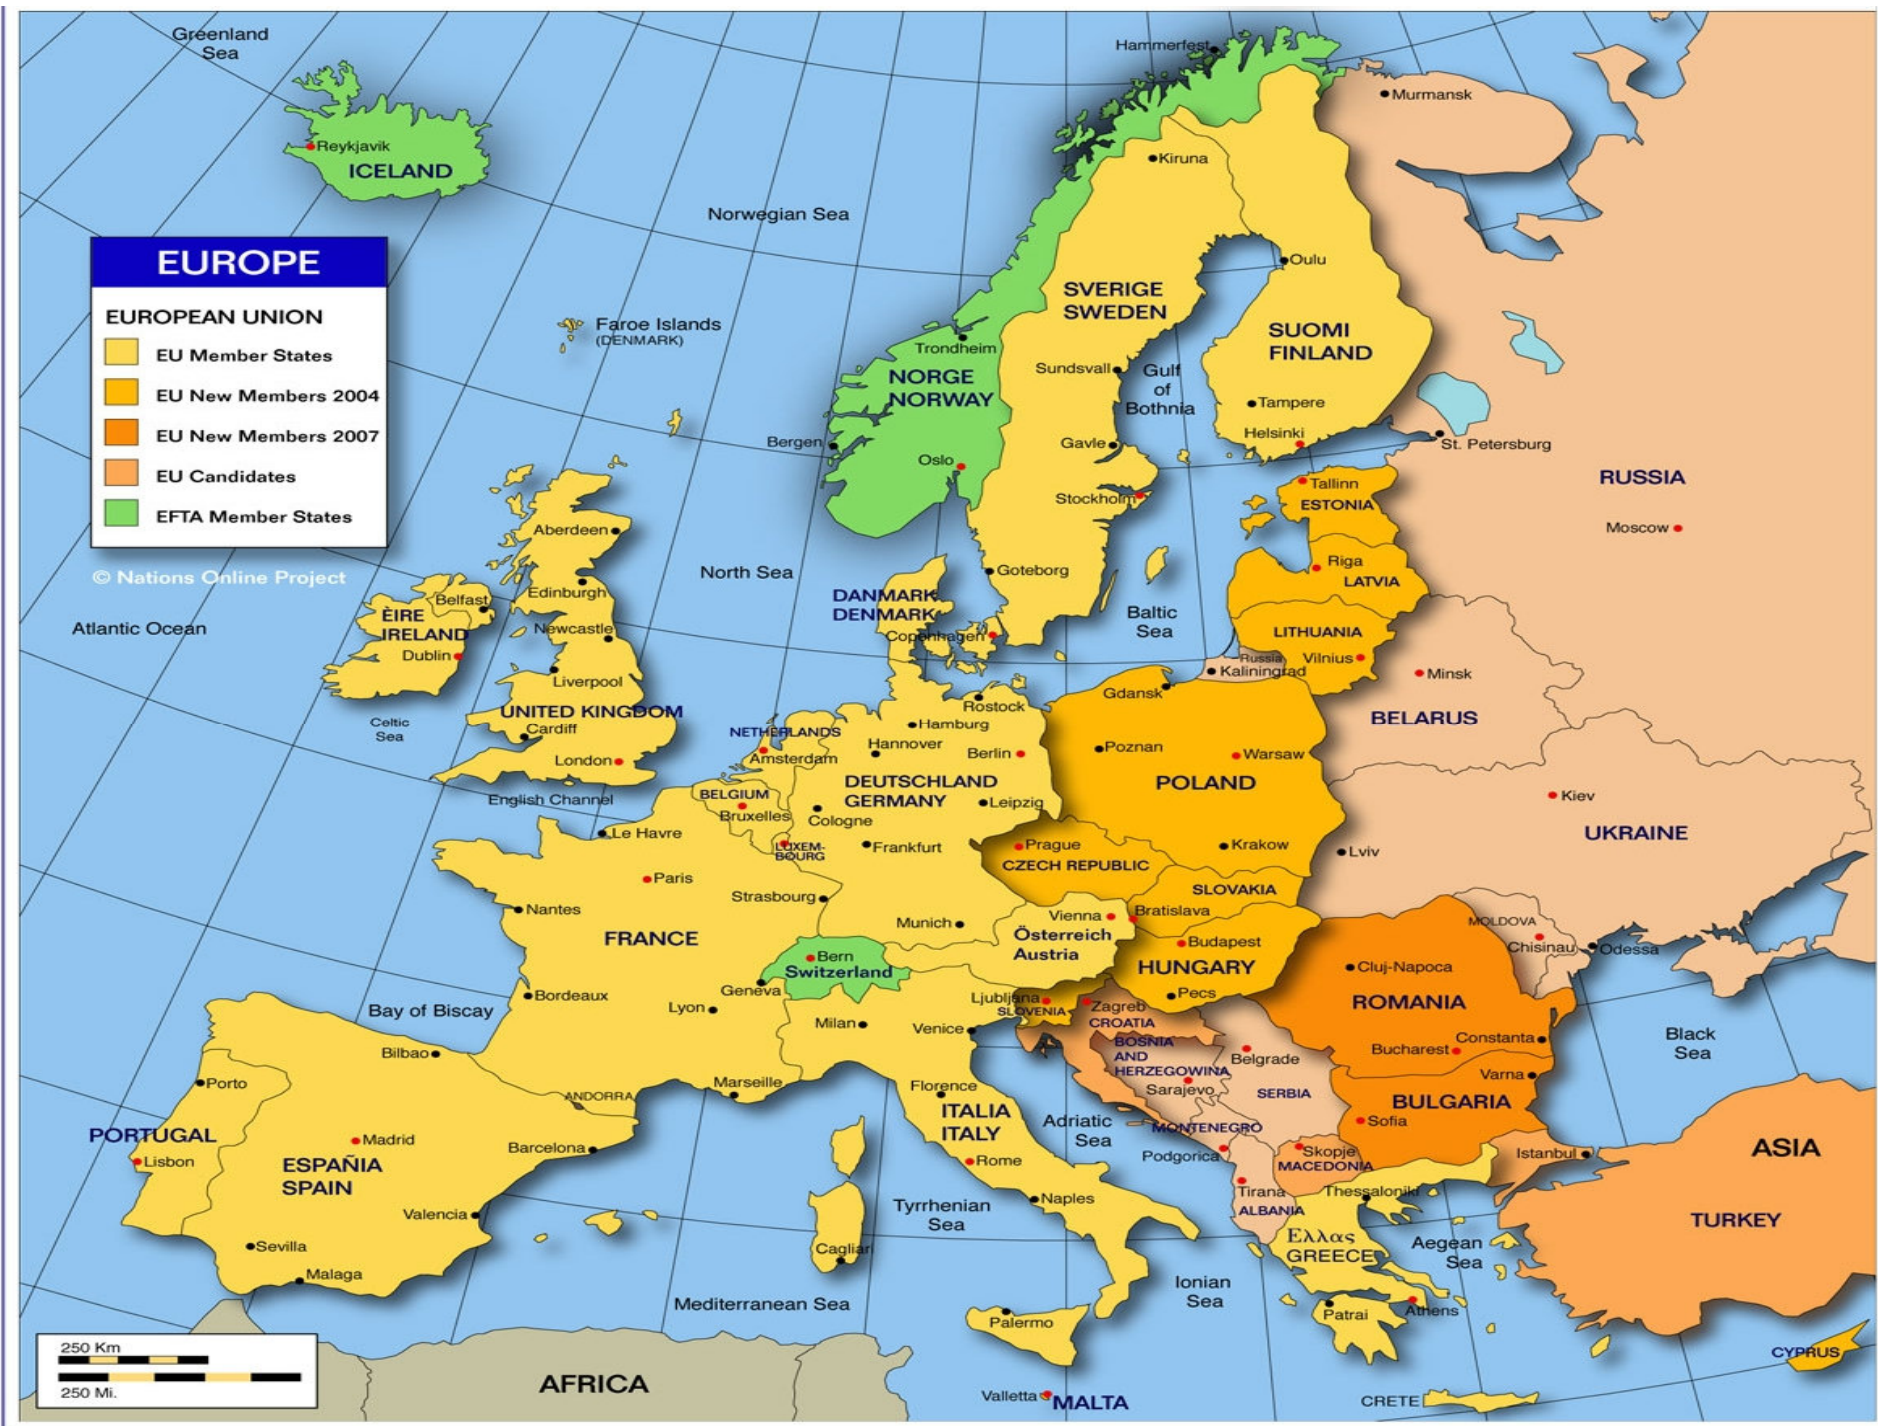 Greenland
Sea
Hammerfest
Murmansk
Reykjavik
ICELAND
Kiruna
Norwegian Sea
EUROPE
EUROPEAN UNION
EU Member States
EU New Members 2004
EU New Members 2007
EU Candidates
EFTA Member States
© Nations Online Project
Oulu
SVERIGE
SWEDEN
Faroe Islands
(DENMARK)
SUOMI
FINLAND
Trondheim
NORGE
NORWAY
Sundsvall
Gulf
of
Bothnia
Tampere
Bergen
Gavle
Helsinki
St. Petersburg
Oslo
RUSSIA
Stockholm
Tallinn
ESTONIA
Moscow
Aberdeen
North Sea
Goteborg
Riga
LATVIA
Edinburgh
DANMARK
DENMARK
Baltic
Sea
Belfast
ÈIRE
IRELAND
Atlantic Ocean
Newcastle
Copenhagen
LITHUANIA
Dublin
Russia
Vilnius
Kaliningrad
Minsk
Liverpool
Gdansk
Rostock
UNITED KINGDOM
Celtic
Sea
Cardiff
Hamburg
BELARUS
NETHERLANDS
Amsterdam
Hannover
Berlin
Poznan
Warsaw
London
DEUTSCHLAND
GERMANY
POLAND
BELGIUM
English Channel
Leipzig
Kiev
Bruxelles
Cologne
Le Havre
UKRAINE
LUXEM-
BOURG
Frankfurt
Prague
Krakow
Lviv
CZECH REPUBLIC
Paris
Strasbourg
SLOVAKIA
Nantes
Munich
Vienna
Bratislava
MOLDOVA
FRANCE
Österreich
Austria
Budapest
Chisinau
Odessa
Bern
Switzerland
HUNGARY
Cluj-Napoca
Geneva
Bordeaux
Lyon
Ljubljana
SLOVENIA
Pecs
ROMANIA
Bay of Biscay
Milan
Venice
Zagreb
CROATIA
Constanta
Black
Sea
Bilbao
BOSNIA
AND
HERZEGOWINA
Belgrade
Bucharest
Porto
Marseille
Florence
Sarajevo
SERBIA
Varna
ANDORRA
ITALIA
ITALY
BULGARIA
PORTUGAL
Madrid
Barcelona
Adriatic
Sea
MONTENEGRO
Sofia
ASIA
Lisbon
ESPAÑIA
SPAIN
Rome
Podgorica
Skopje
MACEDONIA
Istanbul
Tirana
Thessaloniki
Valencia
Tyrrhenian
Sea
Naples
ALBANIA
TURKEY
Sevilla
Cagliari
Ελλας
GREECE
Aegean
Sea
Malaga
Mediterranean Sea
Ionian
Sea
Palermo
Patrai
Athens
250 Km
250 Mi.
CYPRUS
AFRICA
Valletta
MALTA
CRETE